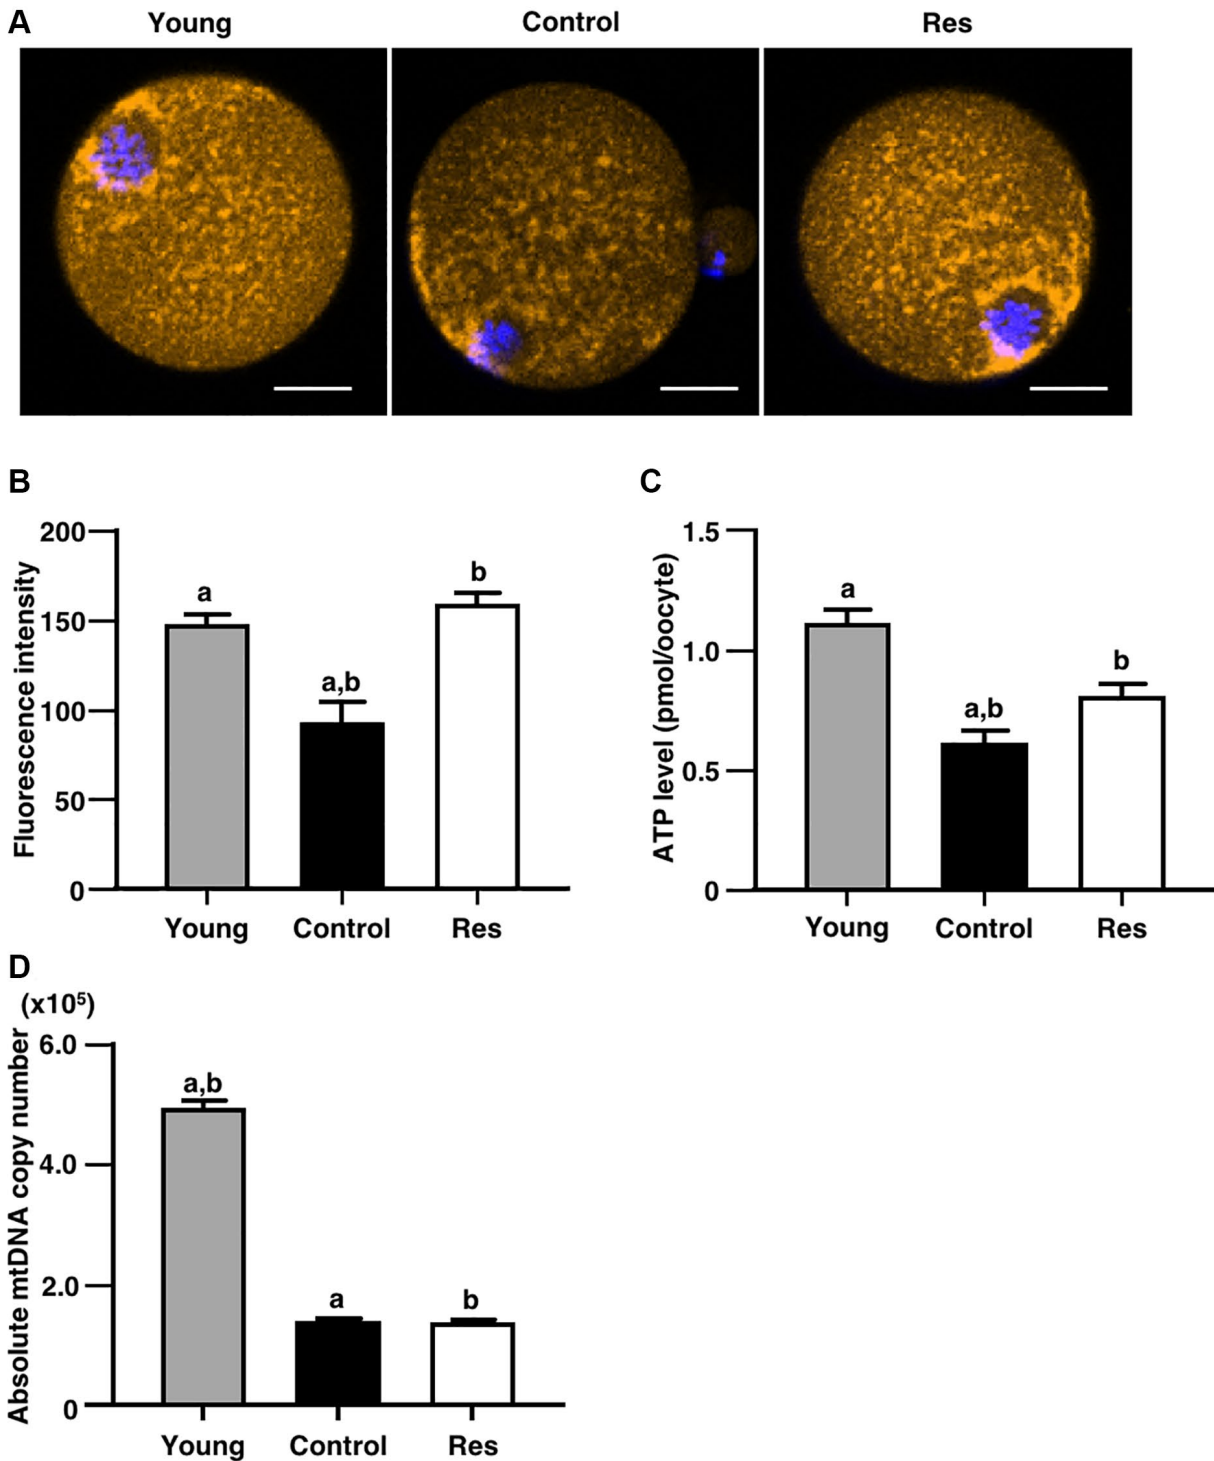 A
Young
Control
Res
B
Fluorescence intensity
200
150
100
50
0
a
a,b
b
Young
Control
Res
C
ATP level (pmol/oocyte)
1.5
1.0
0.5
0
a
a,b
b
Young
Control
Res
D
(x10⁵)
Absolute mtDNA copy number
6.0
4.0
2.0
0
a,b
a
b
Young
Control
Res